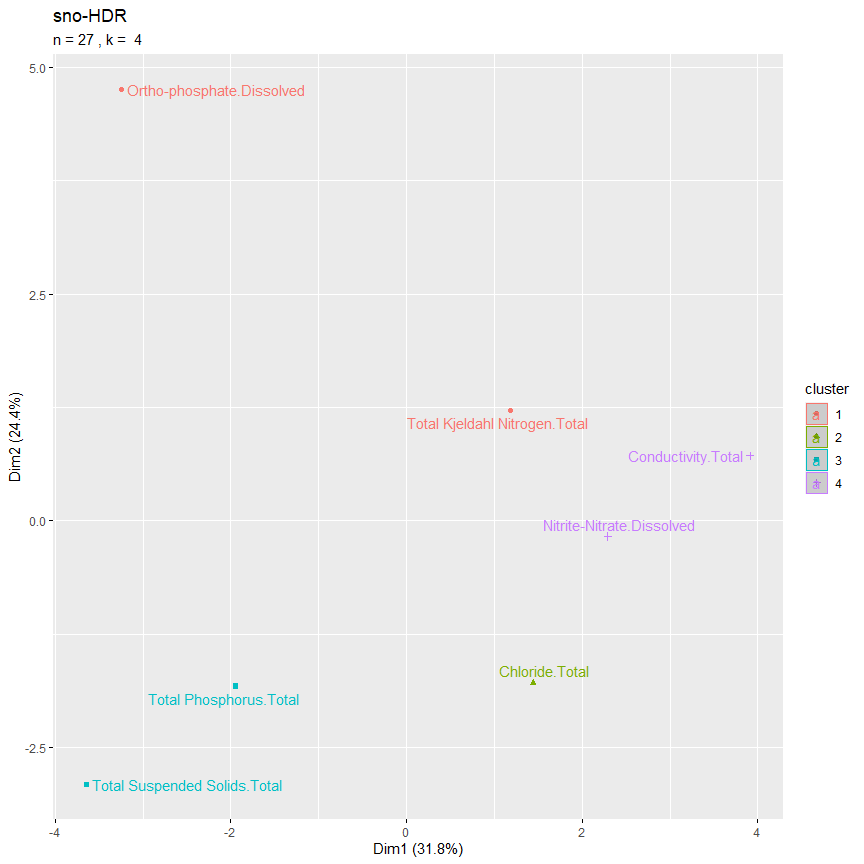 sno-HDR
n = 27 , k =  4
5.0
Ortho-phosphate.Dissolved
2.5
Total Kjeldahl Nitrogen.Total
Conductivity.Total
Nitrite-Nitrate.Dissolved
0.0
Chloride.Total
Total Phosphorus.Total
-2.5
Total Suspended Solids.Total
-4
-2
0
2
4
Dim1 (31.8%)
Dim2 (24.4%)
cluster
a 1
a 2
a 3
a 4